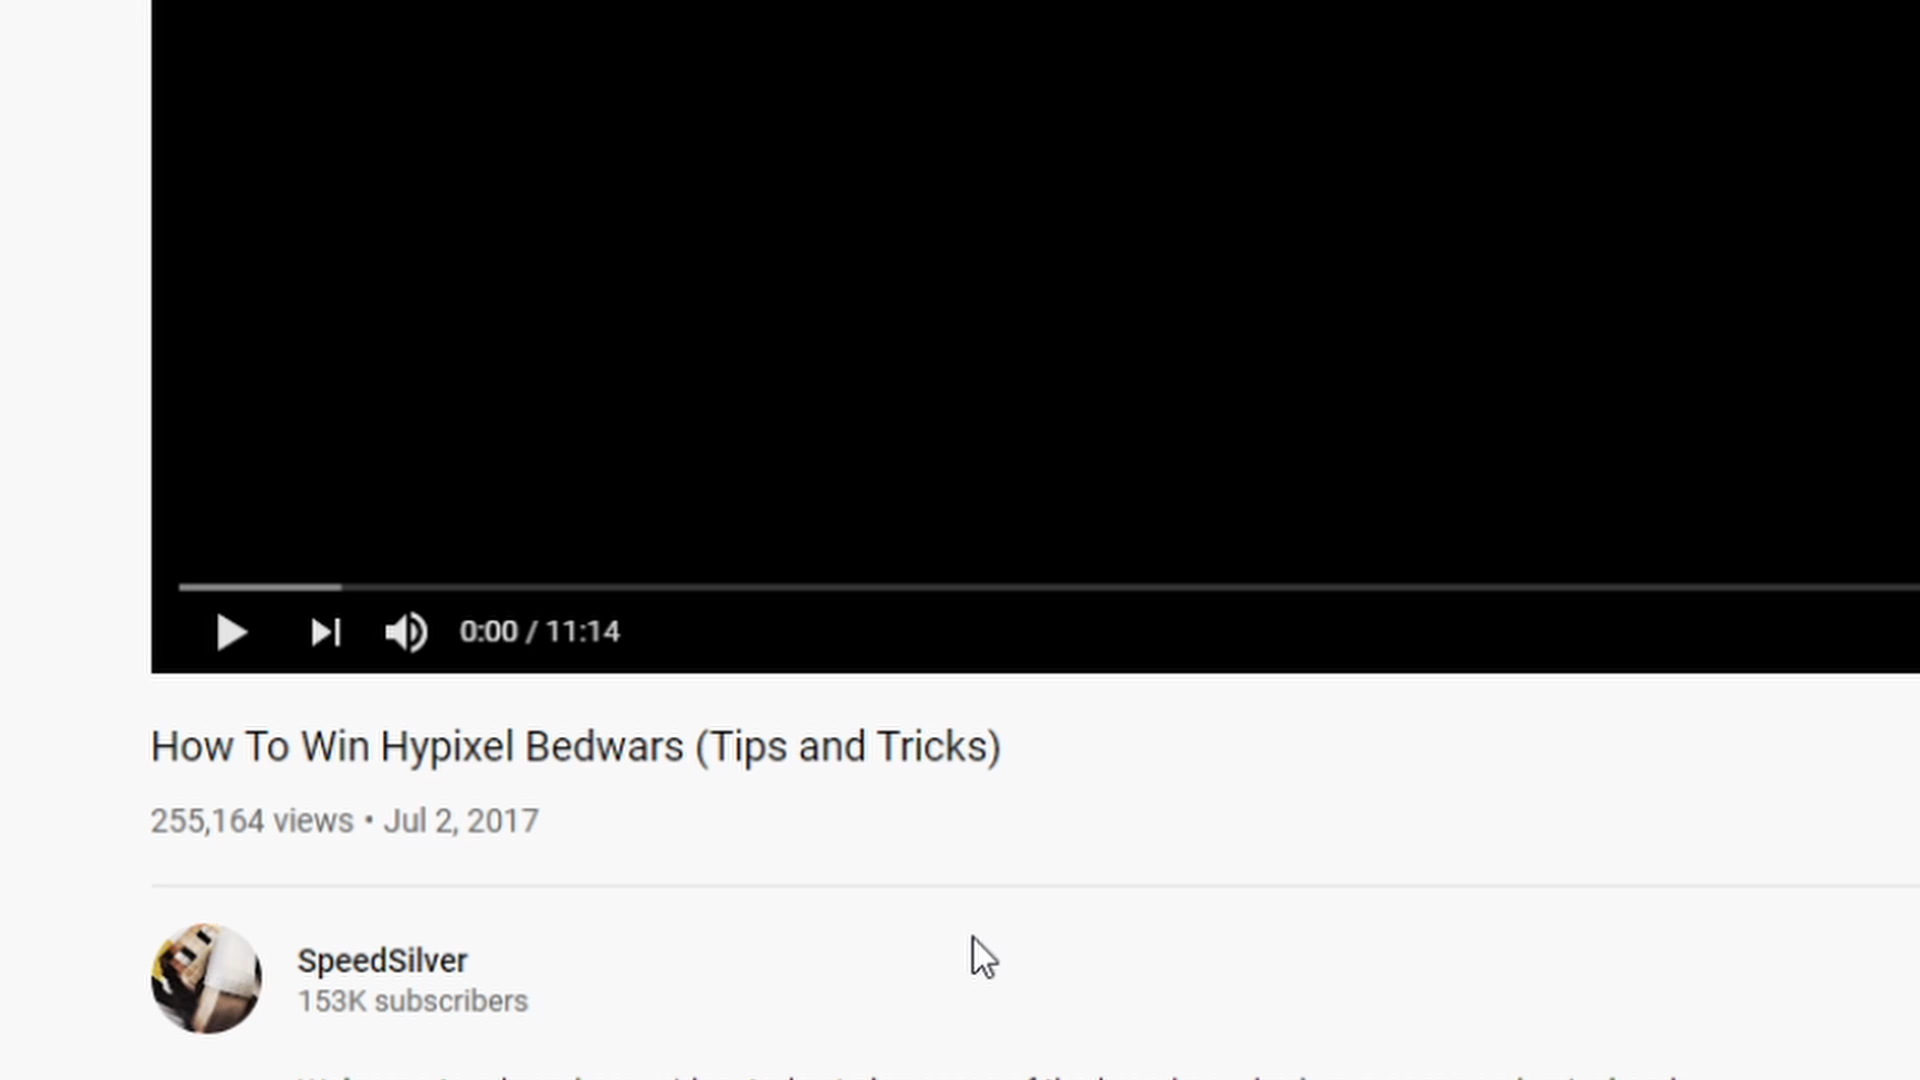 0:00 / 11:14
How To Win Hypixel Bedwars (Tips and Tricks)
255,164 views • Jul 2, 2017
SpeedSilver
153K subscribers